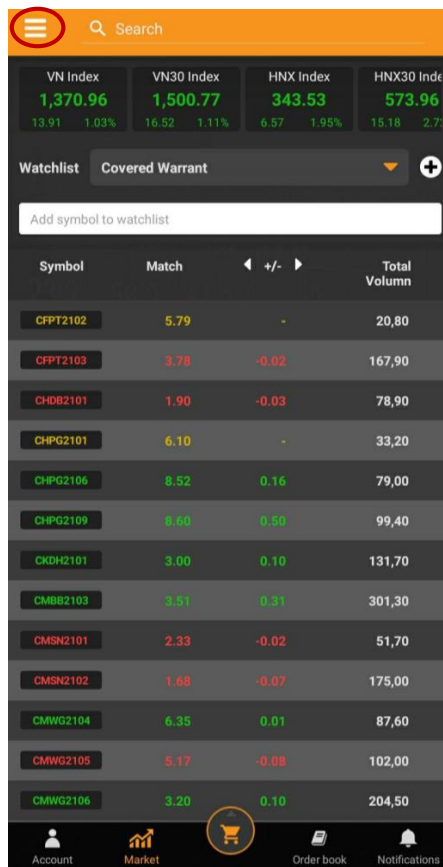 Search
VN Index VN30 Index HNX Index HNX30 Inde
1,370.96 1,500.77 343.53 573.96
13.91 1.03% 16.52 1.11% 6.57 1.95% 15.18 2.7
Watchlist Covered Warrant
Add symbol to watchlist
Symbol Match +/- Total
Volumn
CFPT2102 5.79 - 20,80
CFPT2103 3.78 -0.02 167,90
CHDB2101 1.90 -0.03 78,90
CHPG2101 6.10 - 33,20
CHPG2106 8.52 0.16 79,00
CHPG2109 8.60 0.50 99,40
CKDH2101 3.00 0.10 131,70
CMBB2103 3.51 0.31 301,30
CMSN2101 2.33 -0.02 51,70
CMSN2102 1.68 -0.07 175,00
CMWG2104 6.35 0.01 87,60
CMWG2105 5.17 -0.08 102,00
CMWG2106 3.20 0.10 204,50
Account Market Order book Notifications